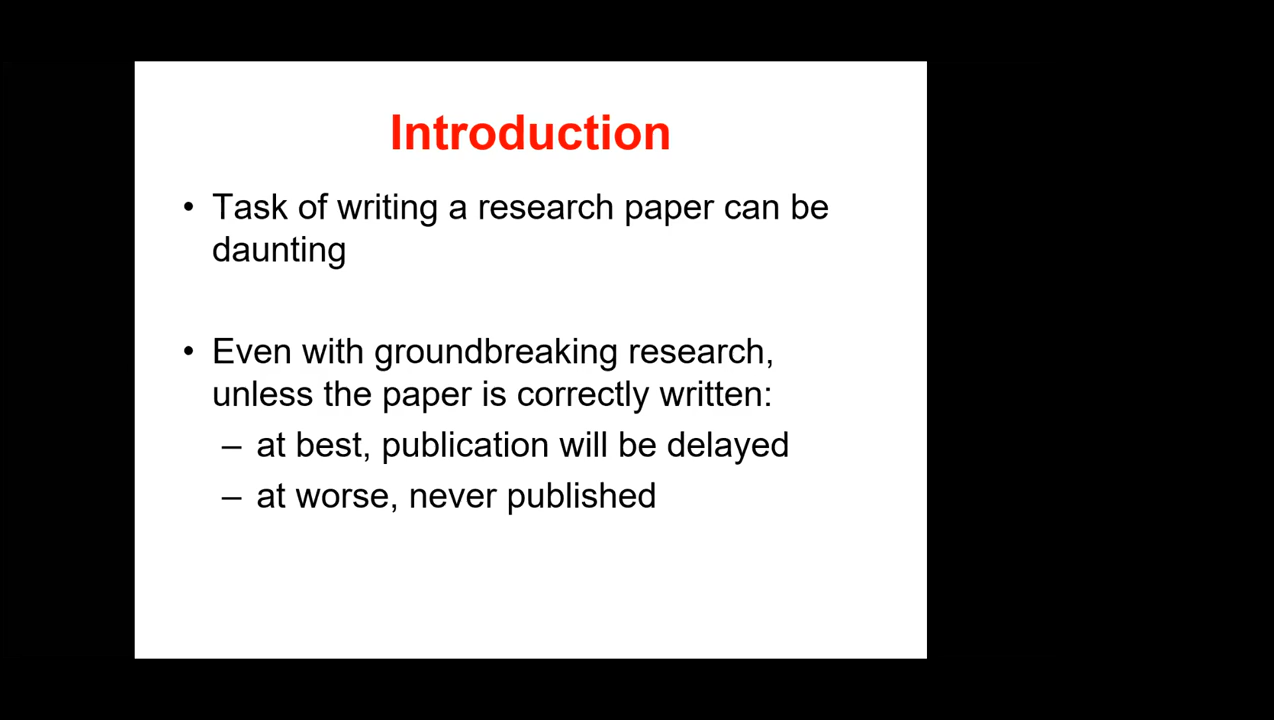 Introduction
• Task of writing a research paper can be
daunting
• Even with groundbreaking research,
unless the paper is correctly written:
– at best, publication will be delayed
– at worse, never published